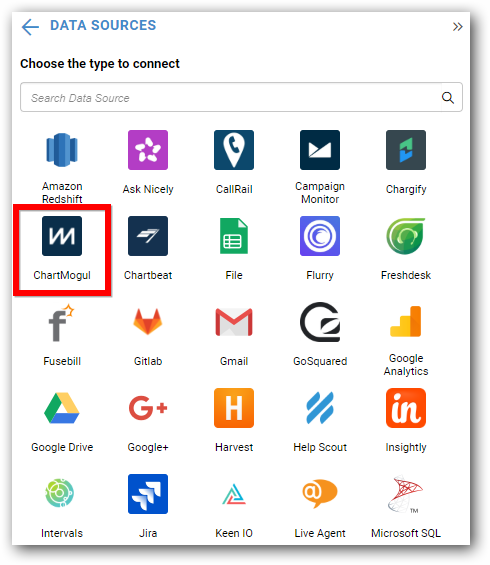 DATA SOURCES
Choose the type to connect
Search Data Source
Amazon
Redshift
Ask Nicely
CallRail
Campaign
Monitor
Chargify
ChartMogul
Chartbeat
File
Flurry
Freshdesk
Fusebill
Gitlab
Gmail
GoSquared
Google
Analytics
Google Drive
Google+
Harvest
Help Scout
Insightly
Intervals
Jira
Keen IO
Live Agent
Microsoft SQL